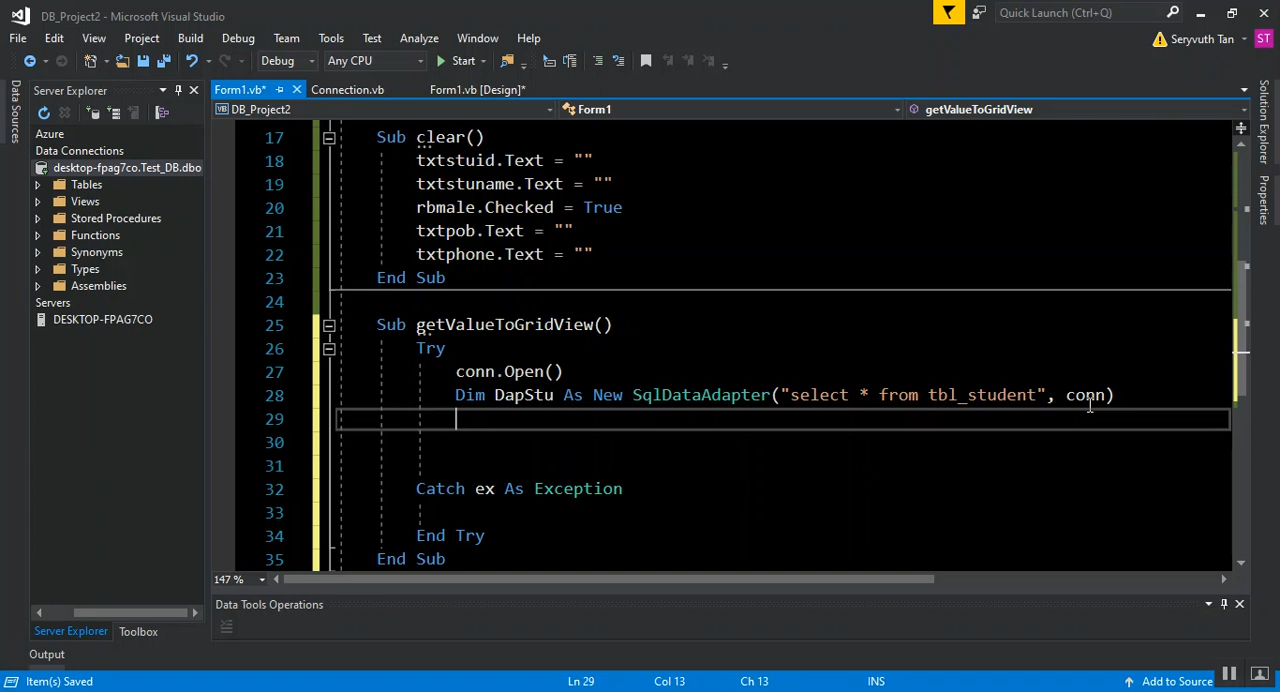 DB_Project2 - Microsoft Visual Studio
Quick Launch (Ctrl+Q)
File Edit View Project Build Debug Team Tools Test Analyze Window Help
Seryvuth Tan ST
Debug Any CPU Start
Data Sources
Server Explorer
Azure
Data Connections
desktop-fpag7co.Test_DB.dbo
Tables
Views
Stored Procedures
Functions
Synonyms
Types
Assemblies
Servers
DESKTOP-FPAG7CO
Server Explorer Toolbox
Form1.vb* Connection.vb Form1.vb [Design]*
DB_Project2 Form1 getValueToGridView
17 Sub clear()
18 txtstuid.Text = ""
19 txtstuname.Text = ""
20 rbmale.Checked = True
21 txtpob.Text = ""
22 txtphone.Text = ""
23 End Sub
24
25 Sub getValueToGridView()
26 Try
27 conn.Open()
28 Dim DapStu As New SqlDataAdapter("select * from tbl_student", conn)
29
30
31
32 Catch ex As Exception
33
34 End Try
35 End Sub
147 %
Data Tools Operations
Solution Explorer
Properties
Output
Item(s) Saved Ln 29 Col 13 Ch 13 INS Add to Source